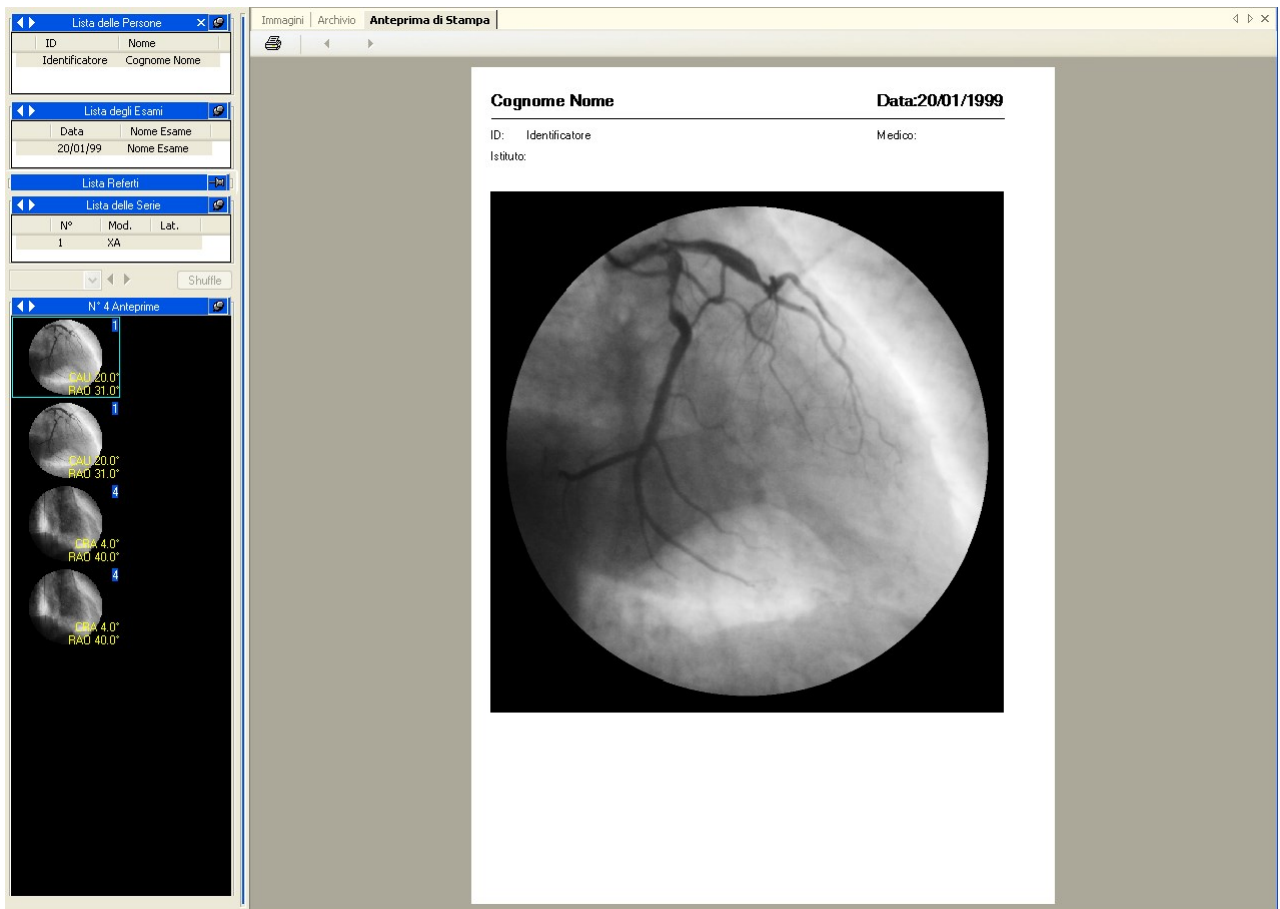 Lista delle Persone
ID Nome
Identificatore Cognome Nome
Lista degli Esami
Data Nome Esame
20/01/99 Nome Esame
Lista Referti
Lista delle Serie
N° Mod. Lat.
1 XA
Shuffle
N° 4 Anteprime
1
CAU 20.0°
RAO 31.0°
1
CAU 20.0°
RAO 31.0°
4
CRA 4.0°
RAO 40.0°
4
CRA 4.0°
RAO 40.0°
Immagini Archivio Anteprima di Stampa
Cognome Nome Data:20/01/1999
ID: Identificatore Medico:
Istituto: